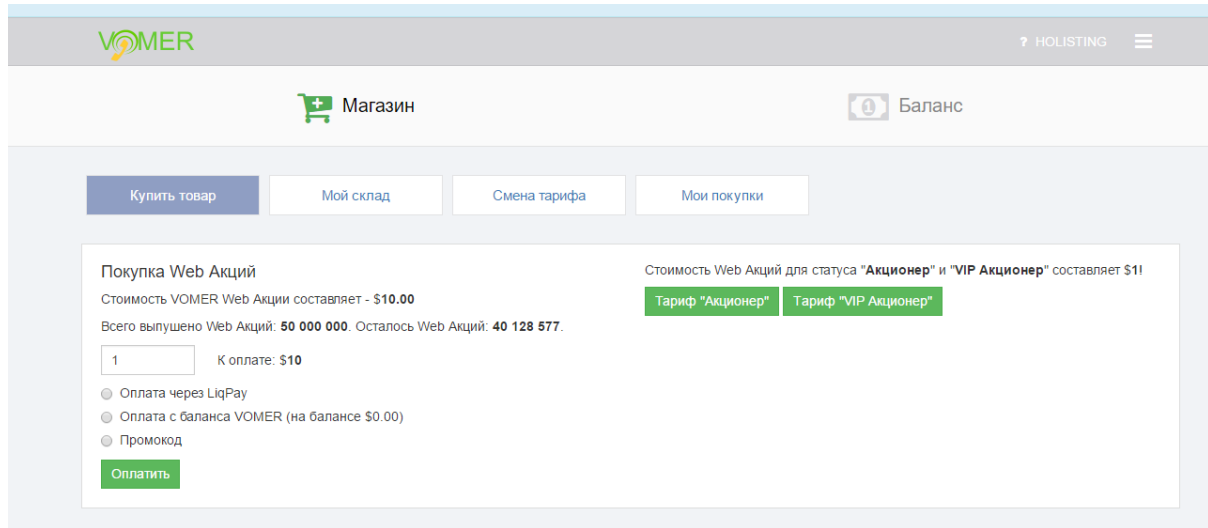 VOMER
? HOLISTING
Магазин
Баланс
Купить товар
Мой склад
Смена тарифа
Мои покупки
Покупка Web Акций
Стоимость VOMER Web Акции составляет - $10.00
Всего выпушено Web Акций: 50 000 000. Осталось Web Акций: 40 128 577.
1 К оплате: $10
Оплата через LiqPay
Оплата с баланса VOMER (на балансе $0.00)
Промокод
Оплатить
Стоимость Web Акций для статуса "Акционер" и "VIP Акционер" составляет $1!
Тариф "Акционер" Тариф "VIP Акционер"